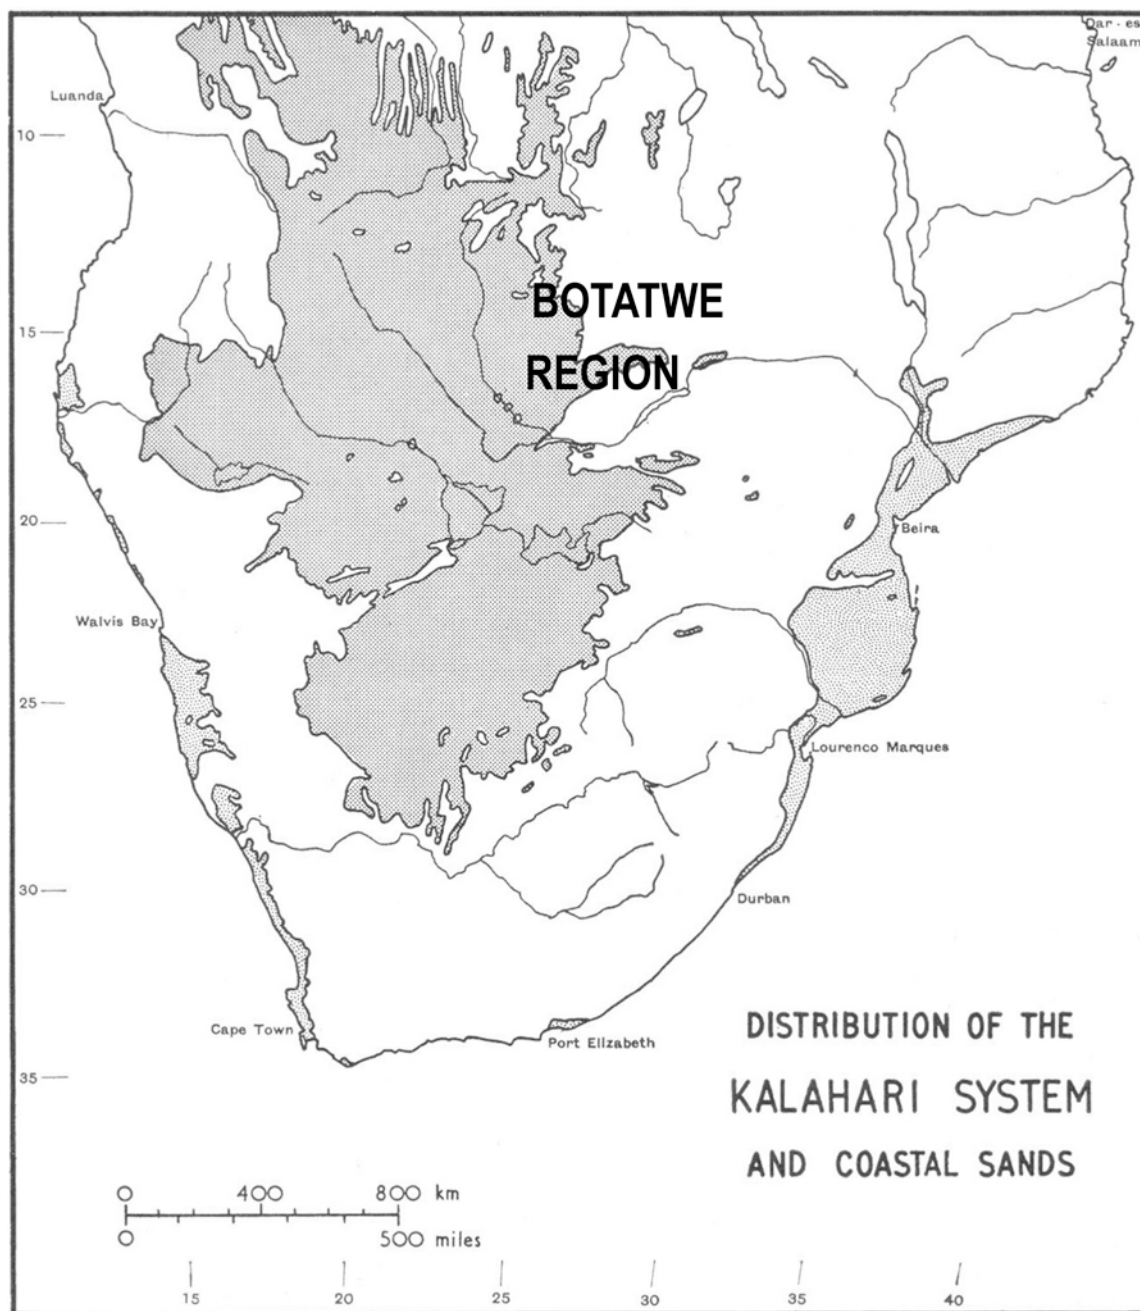 Dar - es
Salaam
Luanda
10
BOTATWE
15
REGION
20
Beira
Walvis Bay
25
Lourenco Marques
30
Durban
Cape Town
Port Elizabeth
DISTRIBUTION OF THE
KALAHARI SYSTEM
AND COASTAL SANDS
35
0 400 800 km
0 500 miles
15 20 25 30 35 40